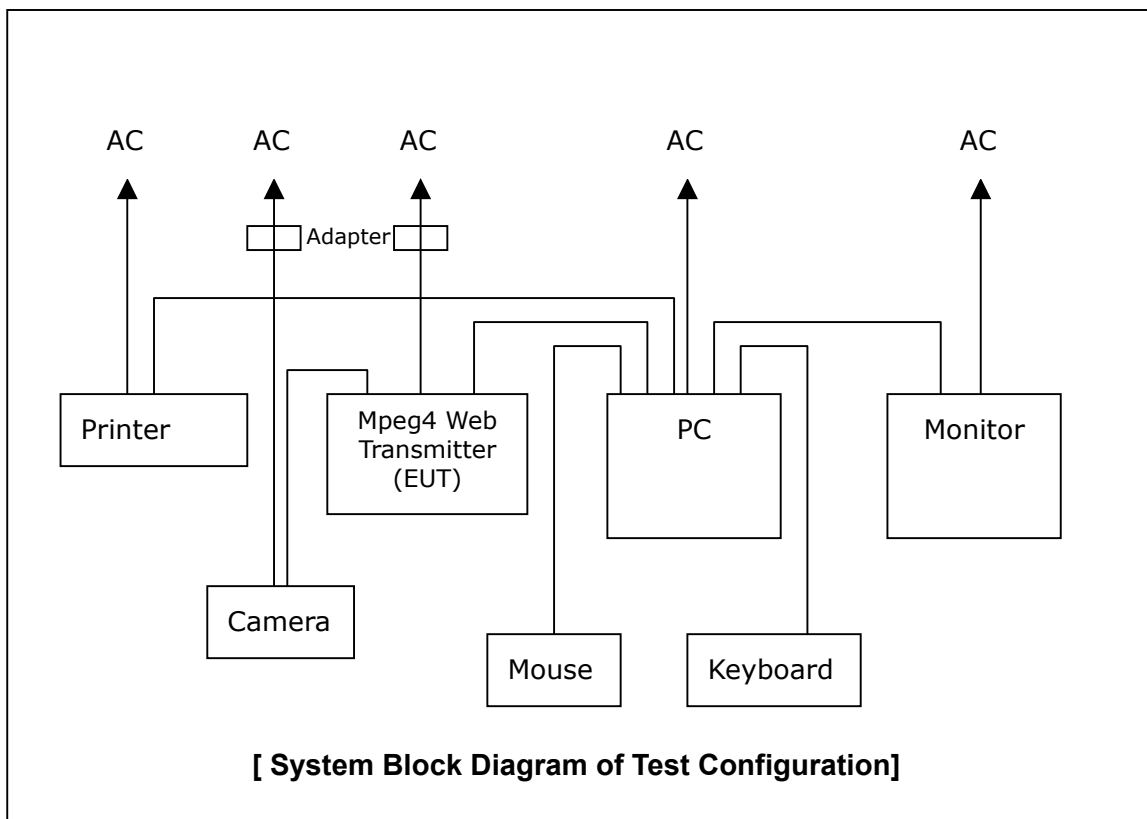 AC AC AC AC AC
Adapter
Printer
Mpeg4 Web
Transmitter
(EUT)
PC
Monitor
Camera
Mouse
Keyboard
[ System Block Diagram of Test Configuration]